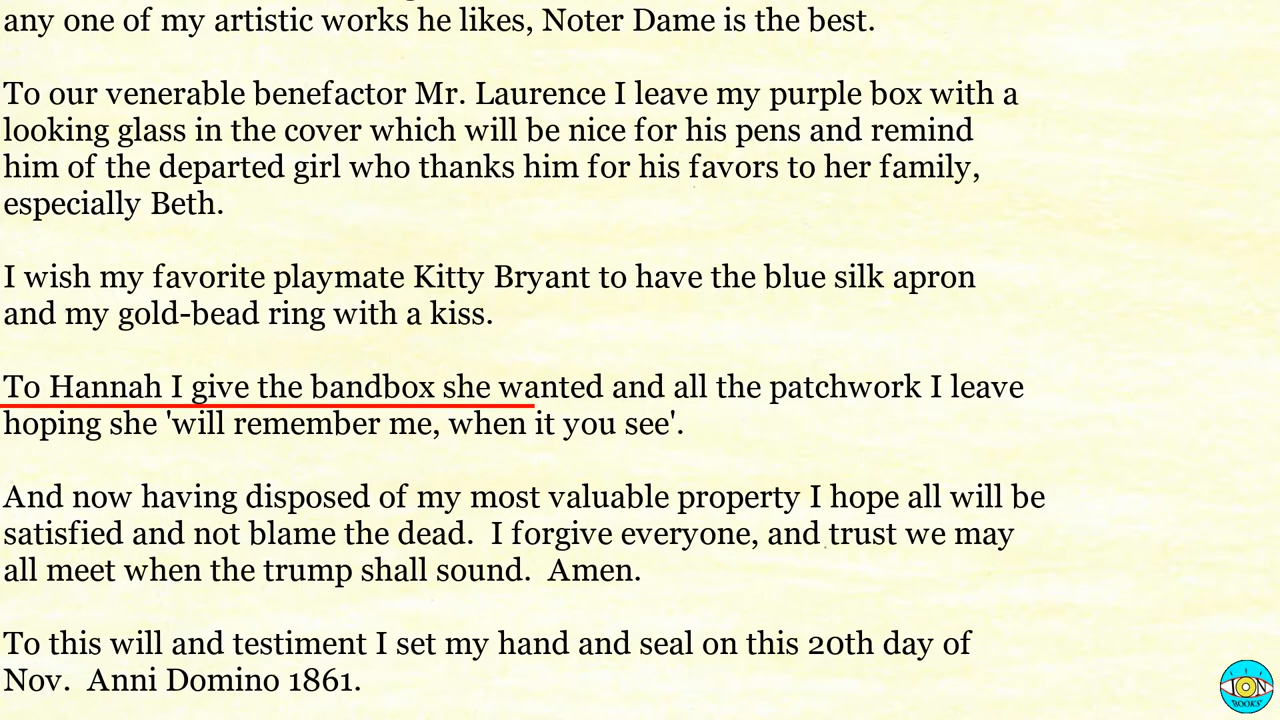 any one of my artistic works he likes, Noter Dame is the best.
To our venerable benefactor Mr. Laurence I leave my purple box with a
looking glass in the cover which will be nice for his pens and remind
him of the departed girl who thanks him for his favors to her family,
especially Beth.
I wish my favorite playmate Kitty Bryant to have the blue silk apron
and my gold-bead ring with a kiss.
To Hannah I give the bandbox she wanted and all the patchwork I leave
hoping she 'will remember me, when it you see'.
And now having disposed of my most valuable property I hope all will be
satisfied and not blame the dead.  I forgive everyone, and trust we may
all meet when the trump shall sound.  Amen.
To this will and testiment I set my hand and seal on this 20th day of
Nov.  Anni Domino 1861.
ION
BOOKS